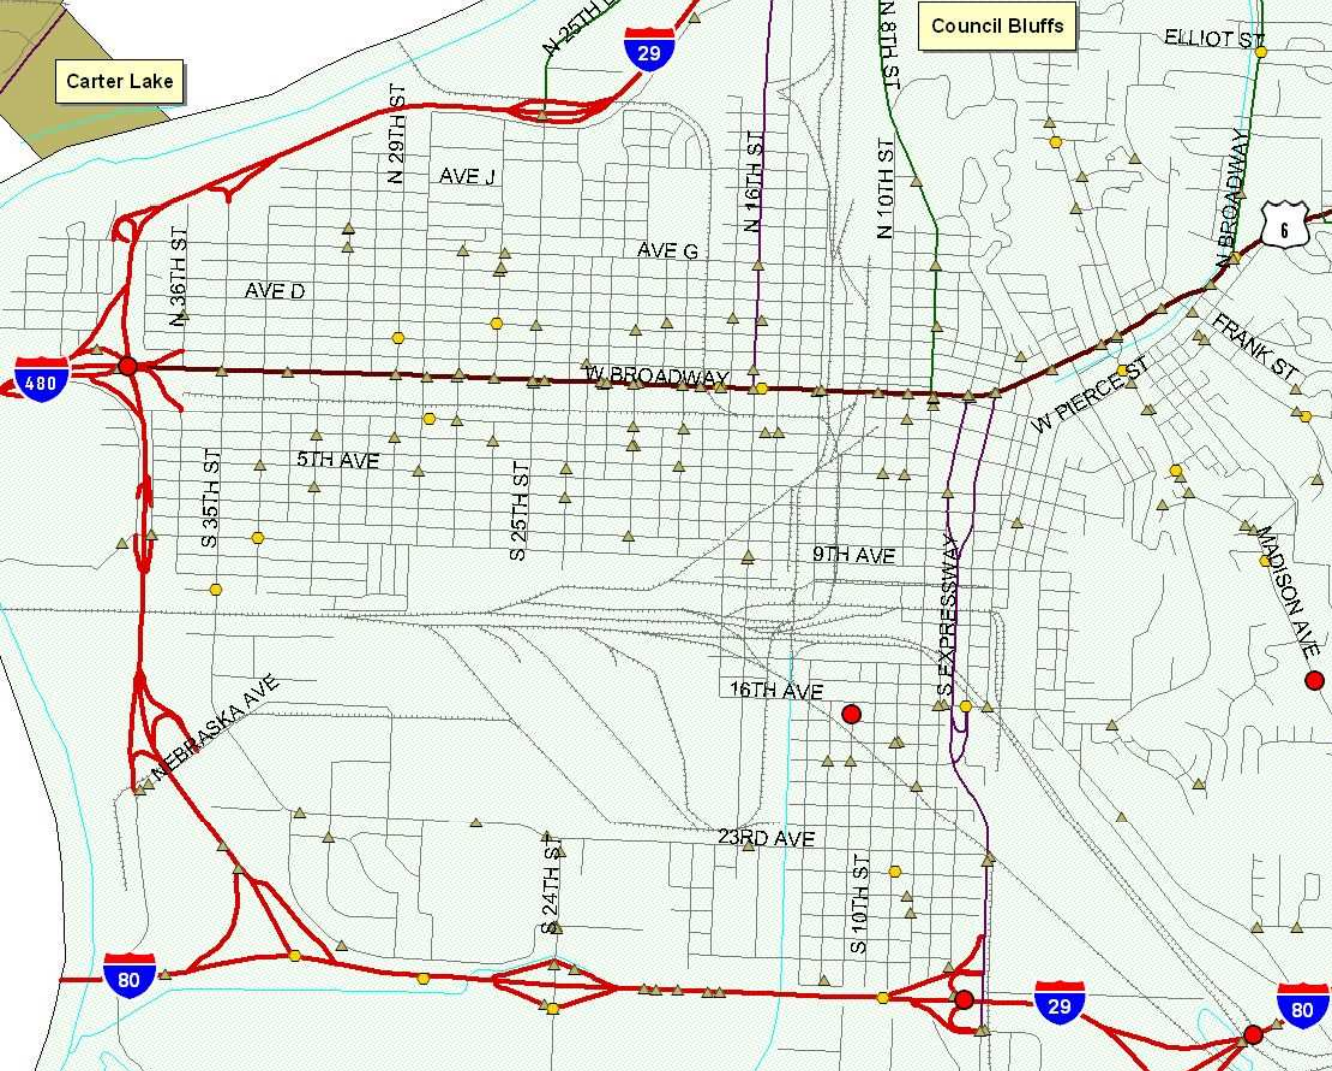 Council Bluffs
N 25TH
N 8TH ST
ELLIOT ST
29
Carter Lake
N 29TH ST
N 16TH ST
N 10TH ST
N BROADWAY
AVE J
6
N 36TH ST
AVE G
AVE D
FRANK ST
480
W BROADWAY
W PIERCE ST
5TH AVE
S 35TH ST
S 25TH ST
9TH AVE
S EXPRESSWAY
MADISON AVE
16TH AVE
NEBRASKA AVE
23RD AVE
S 24TH ST
S 10TH ST
80
29
80